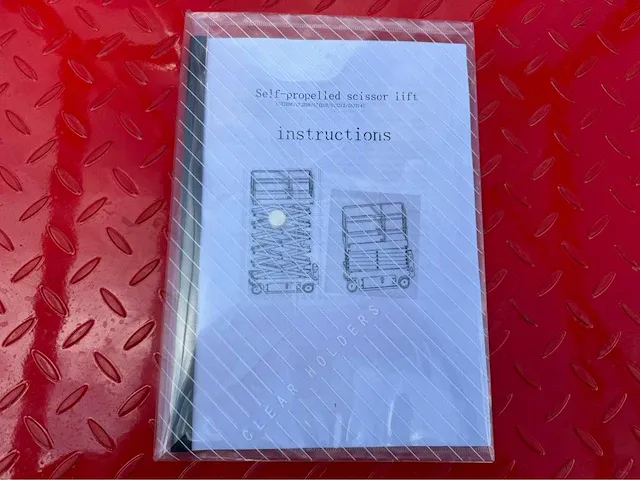 Self-propelled scissor lift
instructions
CLEAR HOLDERS